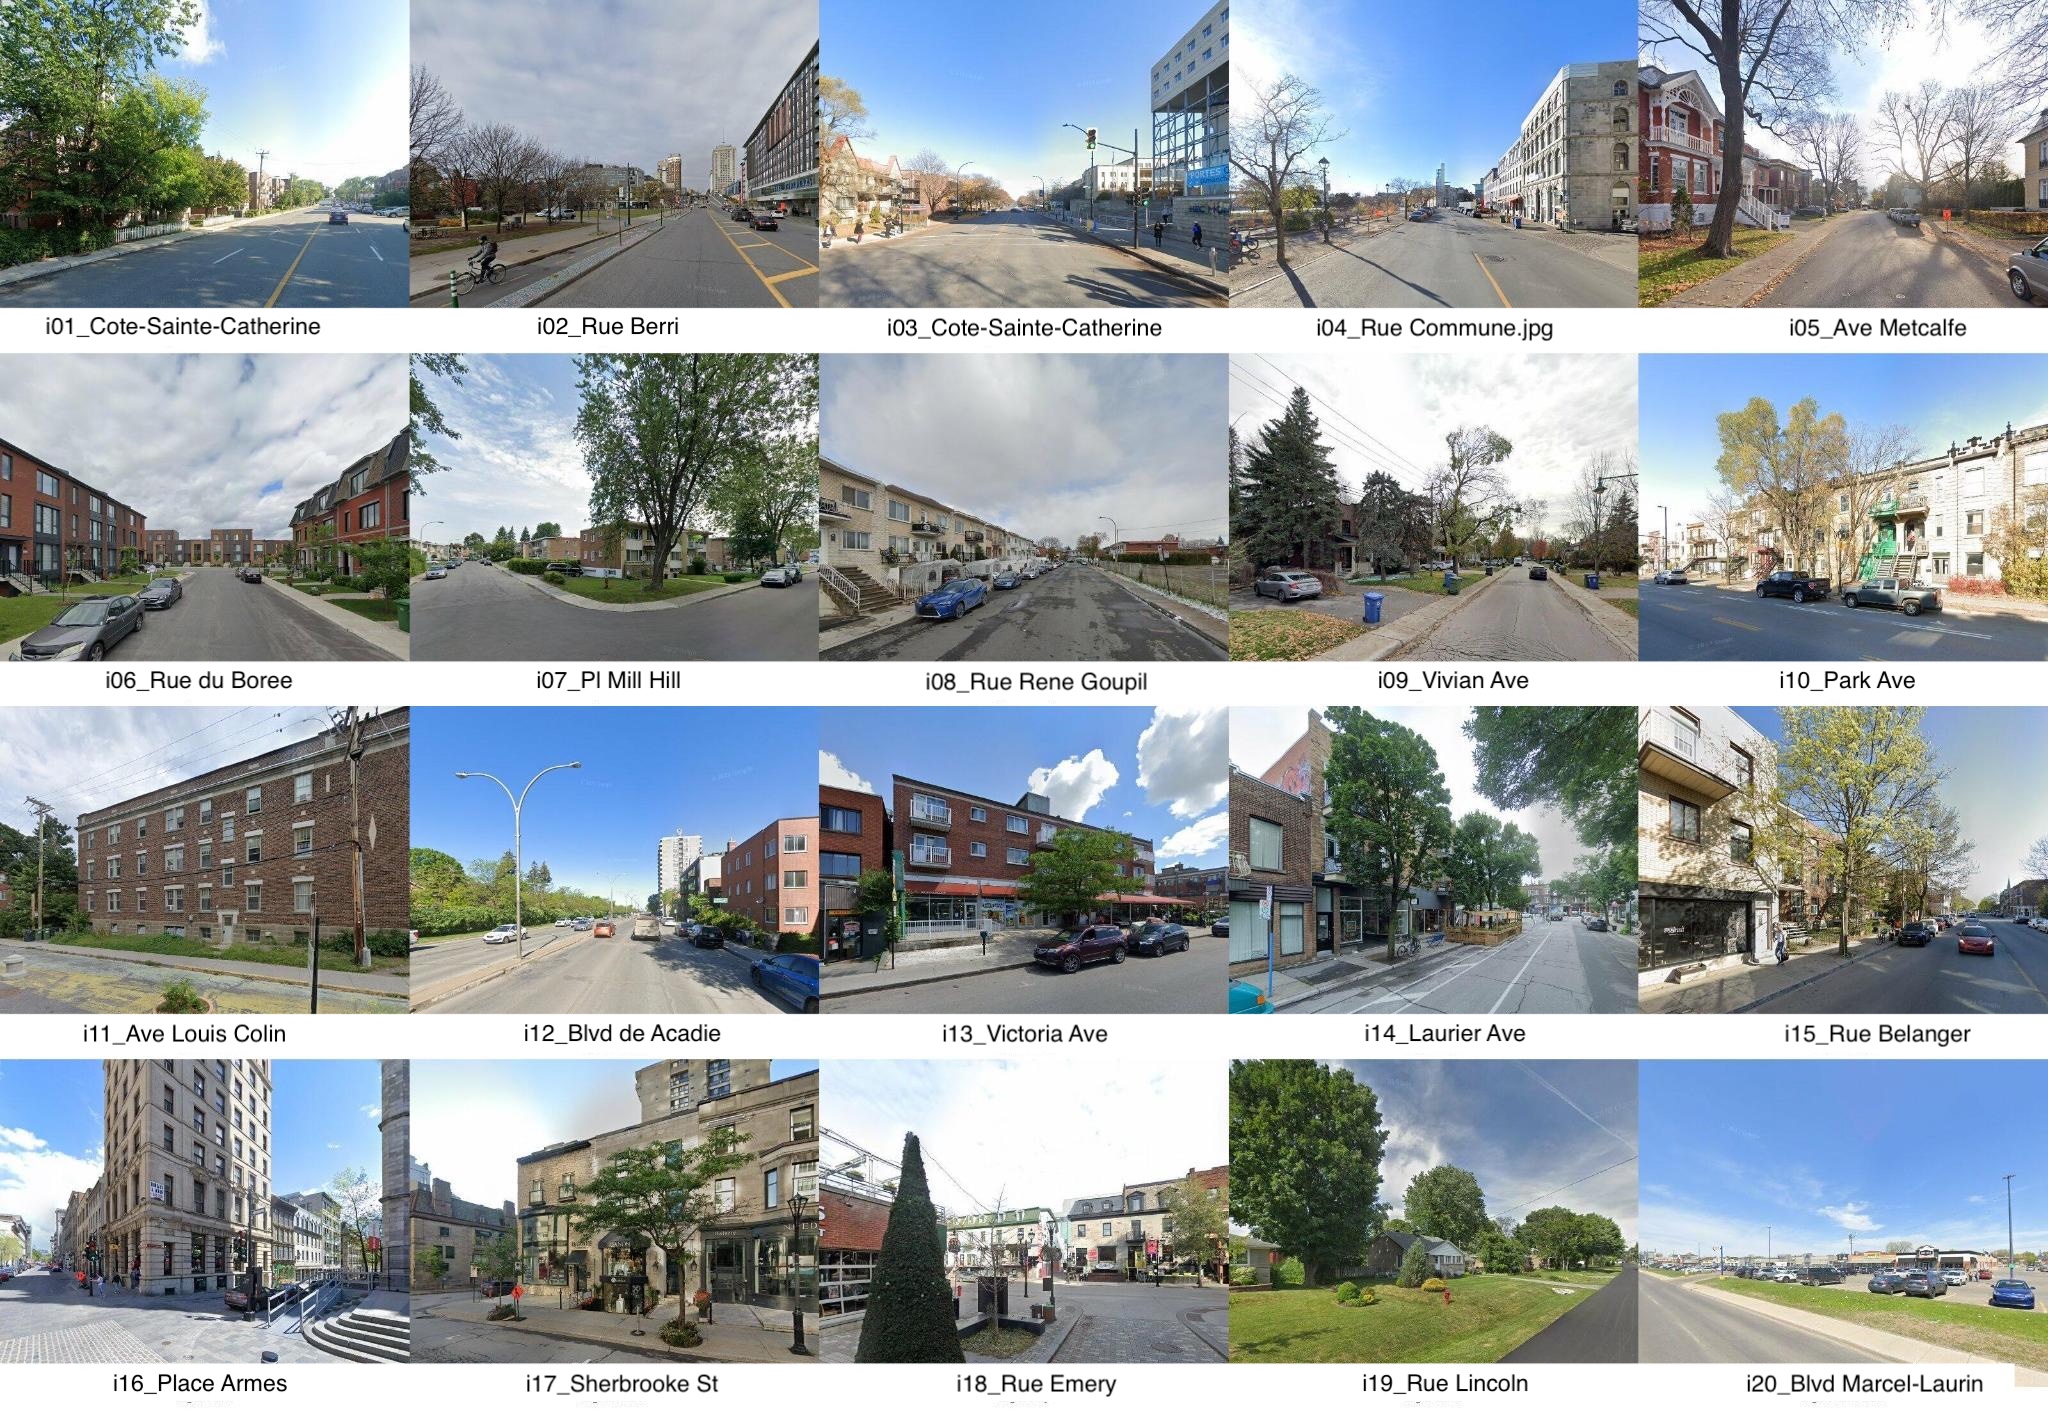 i01_Cote-Sainte-Catherine
i02_Rue Berri
i03_Cote-Sainte-Catherine
i04_Rue Commune.jpg
i05_Ave Metcalfe
i06_Rue du Boree
i07_Pl Mill Hill
i08_Rue Rene Goupil
i09_Vivian Ave
i10_Park Ave
i11_Ave Louis Colin
i12_Blvd de Acadie
i13_Victoria Ave
i14_Laurier Ave
i15_Rue Belanger
i16_Place Armes
i17_Sherbrooke St
i18_Rue Emery
i19_Rue Lincoln
i20_Blvd Marcel-Laurin